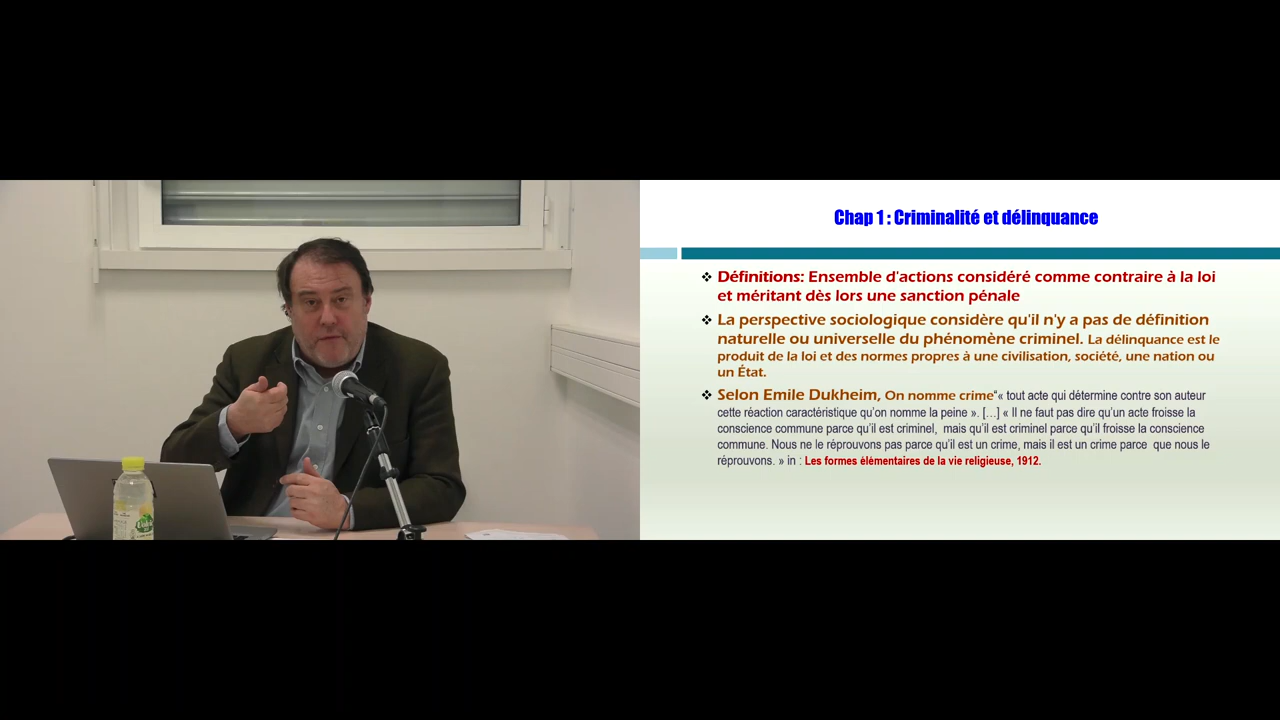 Chap 1 : Criminalité et délinquance
❖ Définitions: Ensemble d'actions considéré comme contraire à la loi
et méritant dès lors une sanction pénale
❖ La perspective sociologique considère qu'il n'y a pas de définition
naturelle ou universelle du phénomène criminel. La délinquance est le
produit de la loi et des normes propres à une civilisation, société, une nation ou
un État.
❖ Selon Emile Dukheim, On nomme crime“« tout acte qui détermine contre son auteur
cette réaction caractéristique qu’on nomme la peine ». […] « Il ne faut pas dire qu’un acte froisse la
conscience commune parce qu’il est criminel, mais qu’il est criminel parce qu’il froisse la conscience
commune. Nous ne le réprouvons pas parce qu’il est un crime, mais il est un crime parce que nous le
réprouvons. » in : Les formes élémentaires de la vie religieuse, 1912.